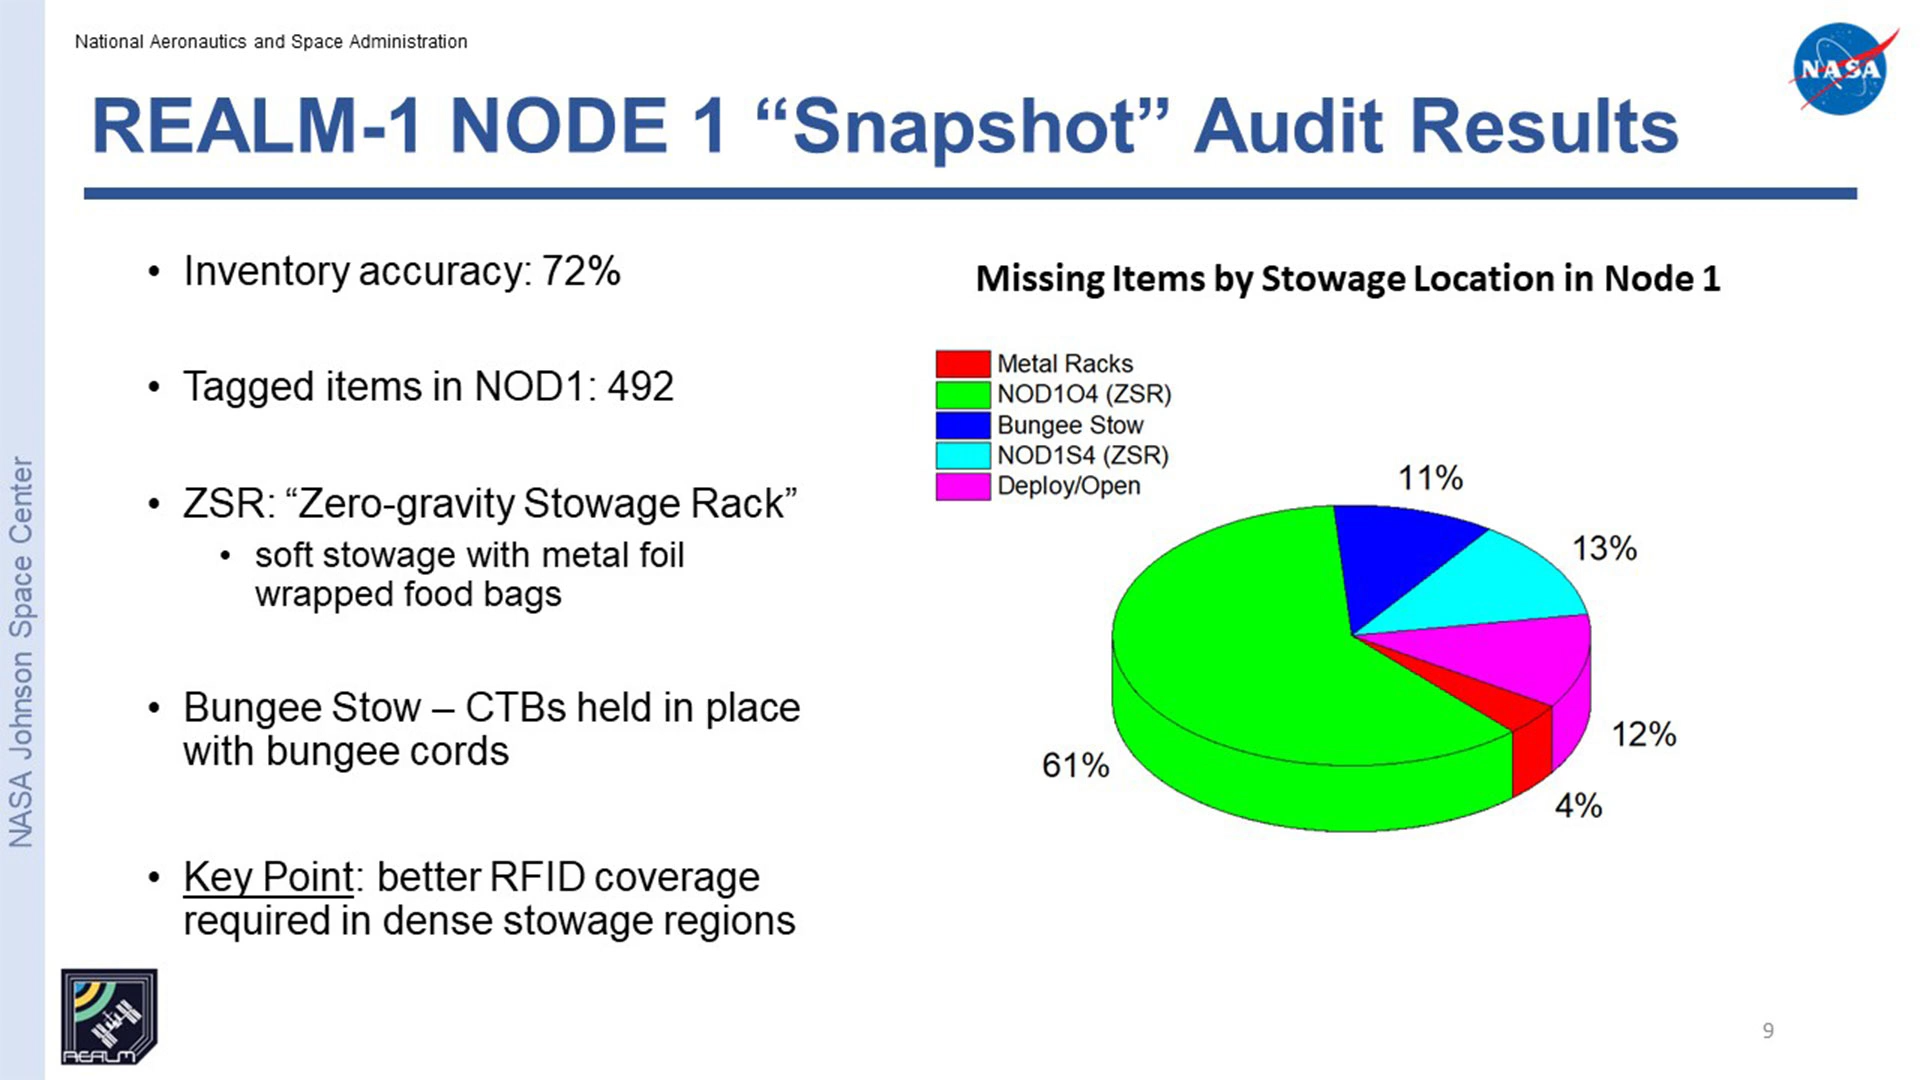 National Aeronautics and Space Administration
NASA
REALM-1 NODE 1 “Snapshot” Audit Results
NASA Johnson Space Center
• Inventory accuracy: 72%
• Tagged items in NOD1: 492
• ZSR: “Zero-gravity Stowage Rack”
• soft stowage with metal foil
wrapped food bags
• Bungee Stow – CTBs held in place
with bungee cords
• Key Point: better RFID coverage
required in dense stowage regions
Missing Items by Stowage Location in Node 1
Metal Racks
NOD1O4 (ZSR)
Bungee Stow
NOD1S4 (ZSR)
Deploy/Open
11%
13%
12%
4%
61%
REALM
9